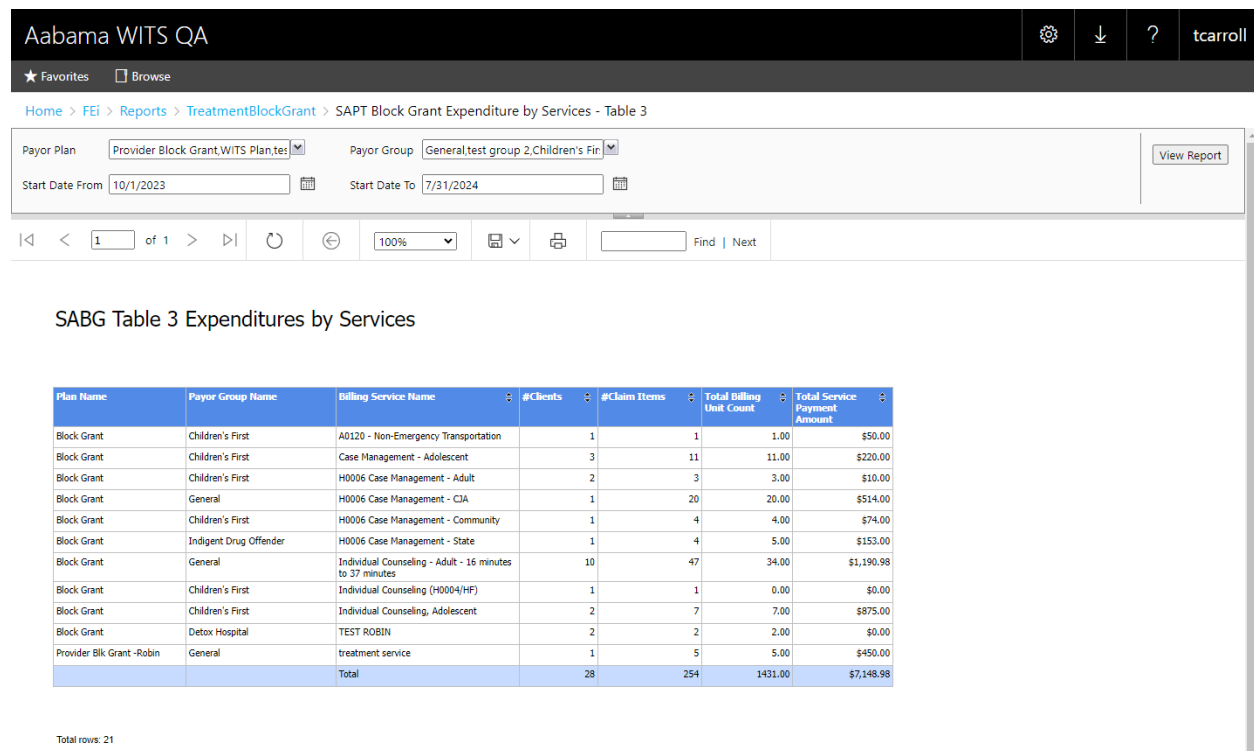 Aabama WITS QA
? tcarroll
Favorites Browse
Home > FEi > Reports > TreatmentBlockGrant > SAPT Block Grant Expenditure by Services - Table 3
Payor Plan Provider Block Grant,WITS Plan,tes Payor Group General,test group 2,Children's Fir: View Report
Start Date From 10/1/2023 Start Date To 7/31/2024
1 of 1 100% Find | Next
SABG Table 3 Expenditures by Services
Plan Name Payor Group Name Billing Service Name #Clients #Claim Items Total Billing Unit Count Total Service Payment Amount
Block Grant Children's First A0120 - Non-Emergency Transportation 1 1 1.00 $50.00
Block Grant Children's First Case Management - Adolescent 3 11 11.00 $220.00
Block Grant Children's First H0006 Case Management - Adult 2 3 3.00 $10.00
Block Grant General H0006 Case Management - CJA 1 20 20.00 $514.00
Block Grant Children's First H0006 Case Management - Community 1 4 4.00 $74.00
Block Grant Indigent Drug Offender H0006 Case Management - State 1 4 5.00 $153.00
Block Grant General Individual Counseling - Adult - 16 minutes to 37 minutes 10 47 34.00 $1,190.98
Block Grant Children's First Individual Counseling (H0004/HF) 1 1 0.00 $0.00
Block Grant Children's First Individual Counseling, Adolescent 2 7 7.00 $875.00
Block Grant Detox Hospital TEST ROBIN 2 2 2.00 $0.00
Provider Blk Grant -Robin General treatment service 1 5 5.00 $450.00
Total 28 254 1431.00 $7,148.98
Total rows: 21